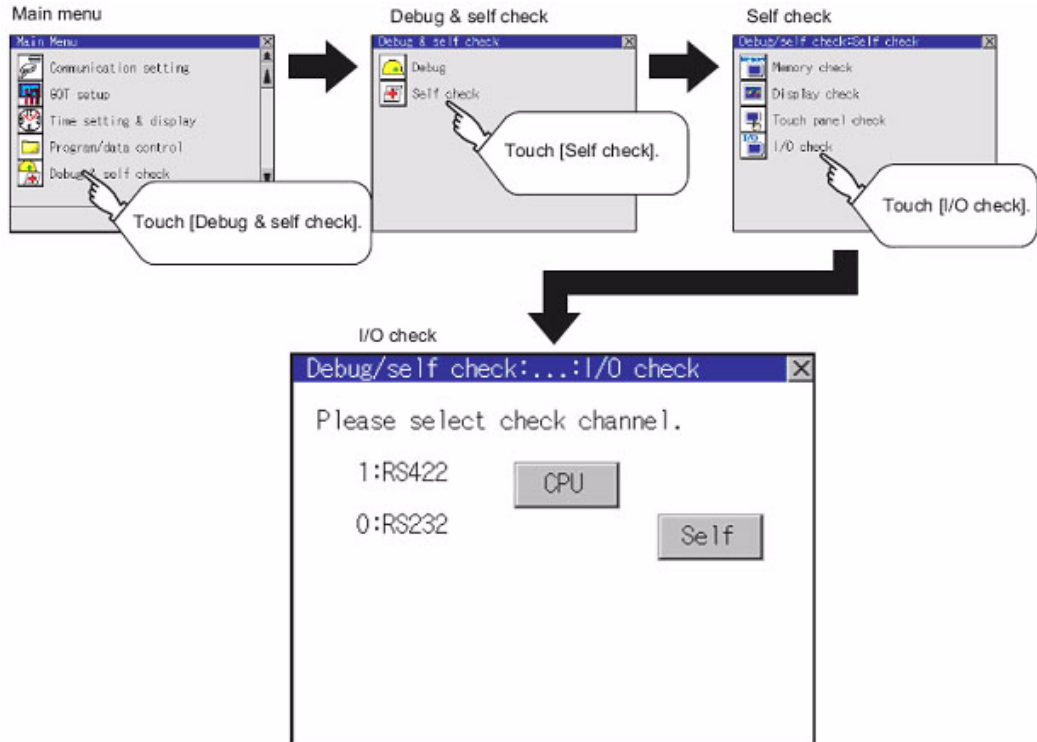 Main menu
Main Menu
Communication setting
GOT setup
Time setting & display
Program/data control
Debug & self check
Touch [Debug & self check].
Debug & self check
Debug & self check
Debug
Self check
Touch [Self check].
Self check
Debug/self check:Self check
Memory check
Display check
Touch panel check
I/O check
Touch [I/O check].
I/O check
Debug/self check:...:I/O check
Please select check channel.
1:RS422 CPU
0:RS232 Self